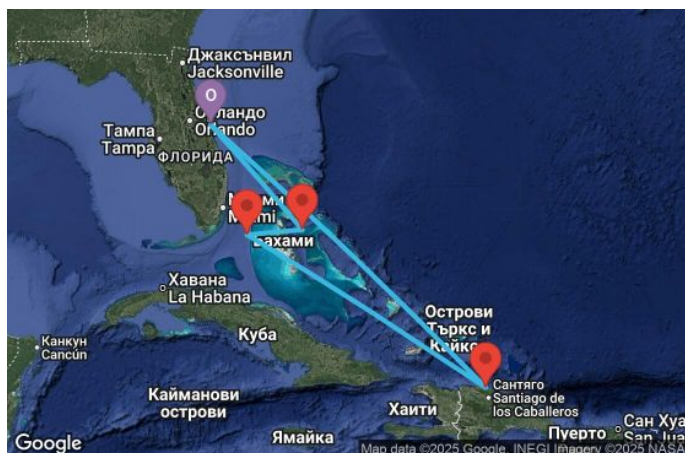 Джаксънвил
Jacksonville
O
Орландо
Orlando
Тампа
Tampa
ФЛОРИДА
Miami
Бахами
Хавана
La Habana
Куба
Острови
Търкс и
Канкун
Cancún
Сантяго
Santiago de
los Caballeros
Кайманови
острови
Хаити
Ямайка
Пуерто
Сан Хуа
San Jua
Google
Map data ©2025 Google, INEGI Imagery ©2025 NASA